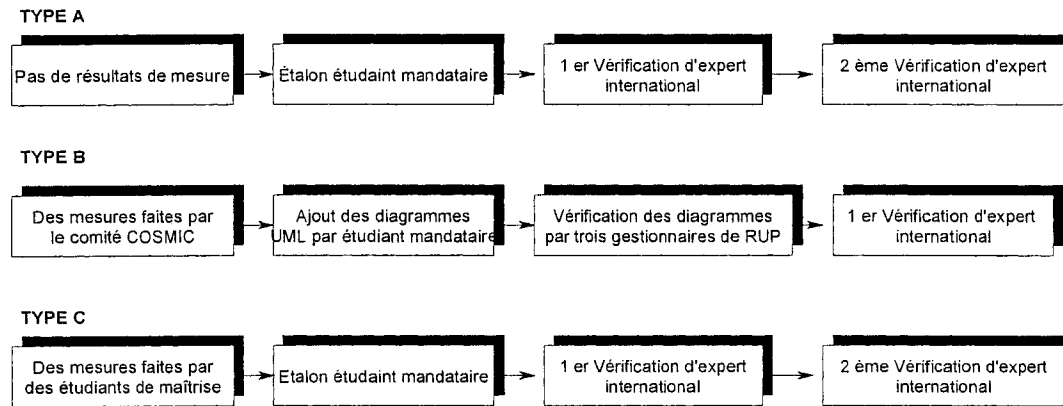 TYPE A
Pas de résultats de mesure
Étalon étudaint mandataire
1 er Vérification d'expert
international
2 ème Vérification d'expert
international
TYPE B
Des mesures faites par
le comité COSMIC
Ajout des diagrammes
UML par étudiant mandataire
Vérification des diagrammes
par trois gestionnaires de RUP
1 er Vérification d'expert
international
TYPE C
Des mesures faites par
des étudiants de maîtrise
Etalon étudaint mandataire
1 er Vérification d'expert
international
2 ème Vérification d'expert
international